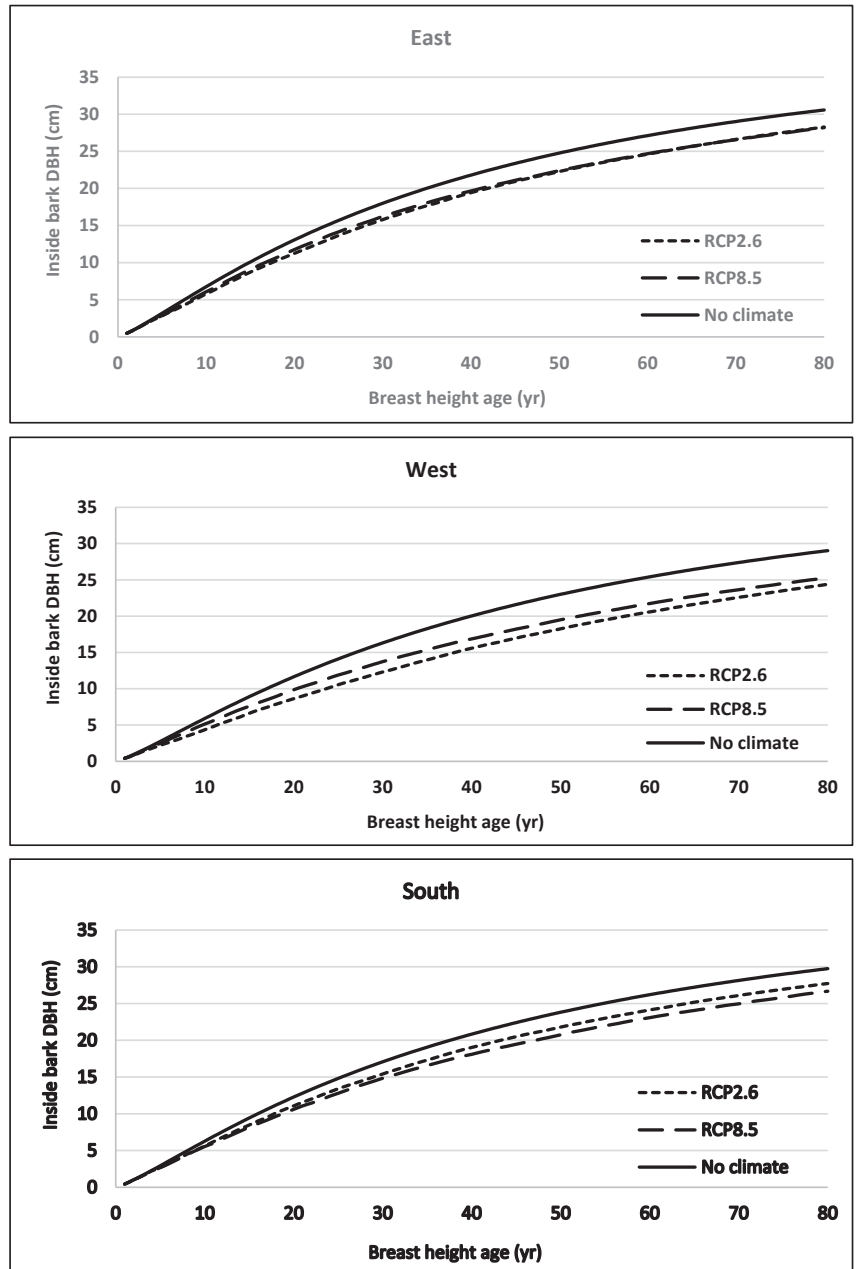 East
Inside bark DBH (cm)
35
30
25
20
15
10
5
0
RCP2.6
RCP8.5
No climate
0 10 20 30 40 50 60 70 80
Breast height age (yr)
West
Inside bark DBH (cm)
35
30
25
20
15
10
5
0
RCP2.6
RCP8.5
No climate
0 10 20 30 40 50 60 70 80
Breast height age (yr)
South
Inside bark DBH (cm)
35
30
25
20
15
10
5
0
RCP2.6
RCP8.5
No climate
0 10 20 30 40 50 60 70 80
Breast height age (yr)